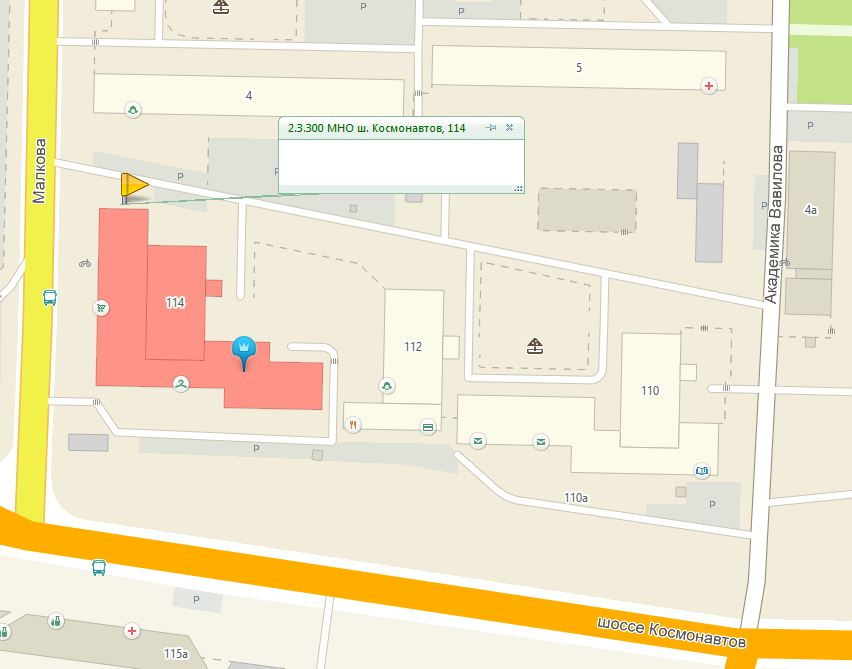 P
P
5
4
2.3.300 МНО ш. Космонавтов, 114
P
Малкова
P
P
Академика Вавилова
P
4а
114
112
110
P
110а
P
P
шоссе Космонавтов
115а